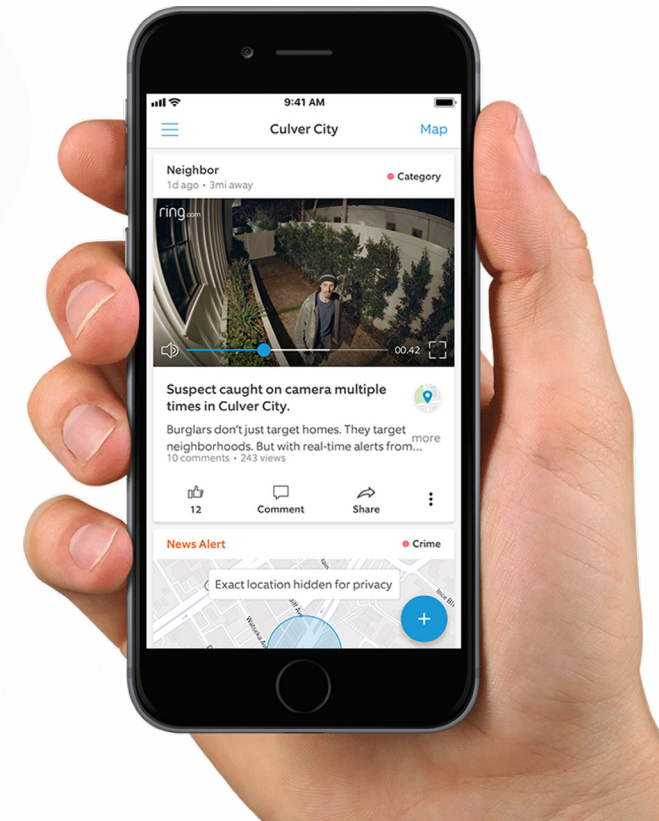 9:41 AM
Culver City
Map
Neighbor
1d ago • 3mi away
Category
ring.com
00.42
Suspect caught on camera multiple
times in Culver City.
Burglars don't just target homes. They target
neighborhoods. But with real-time alerts from...
more
10 comments • 243 views
12
Comment
Share
News Alert
Crime
Exact location hidden for privacy
+